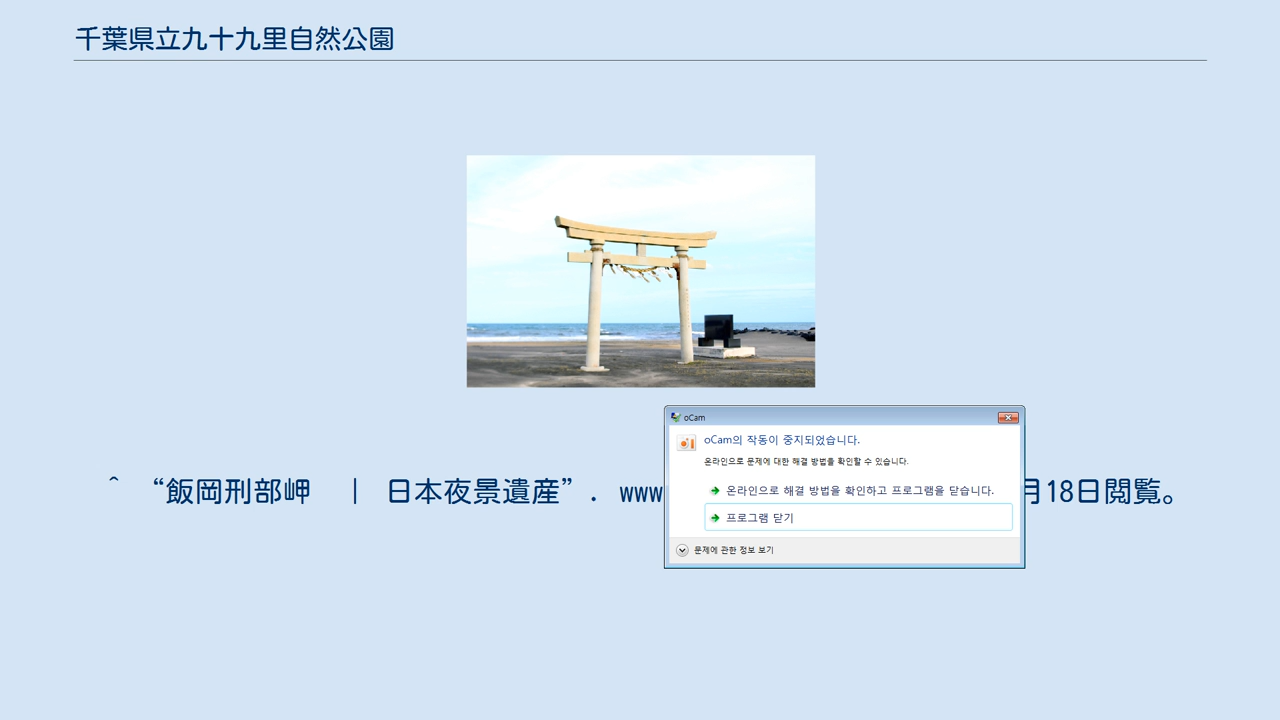 千葉県立九十九里自然公園
^ “飯岡刑部岬 | 日本夜景遺産”. www
月18日閲覧。
oCam
oCam의 작동이 중지되었습니다.
온라인으로 문제에 대한 해결 방법을 확인할 수 있습니다.
온라인으로 해결 방법을 확인하고 프로그램을 닫습니다.
프로그램 닫기
문제에 관한 정보 보기